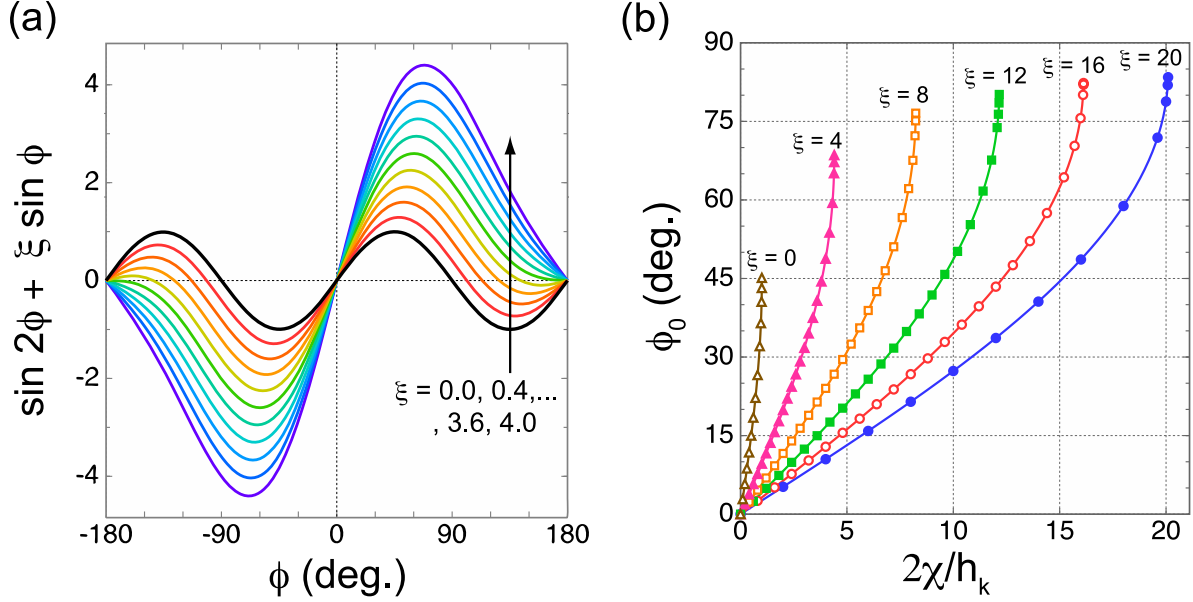 (a)
sin 2ϕ + ξ sin ϕ
4
2
0
-2
-4
-180
-90
0
90
180
ϕ (deg.)
ξ = 0.0, 0.4,...
, 3.6, 4.0
(b)
ϕ₀ (deg.)
90
75
60
45
30
15
0
0
5
10
15
20
2χ/hₖ
ξ = 0
ξ = 4
ξ = 8
ξ = 12
ξ = 16
ξ = 20